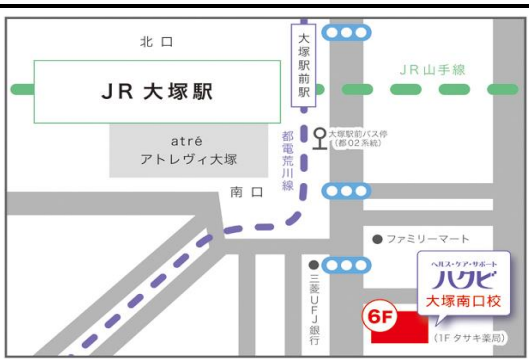 北口
大塚駅前駅
JR山手線
JR 大塚駅
atré
アトレヴィ大塚
都電荒川線
大塚駅前バス停
(都02系統)
南口
ファミリーマート
三菱UFJ銀行
ヘルス・ケア・サポート
ハクビ
大塚南口校
6F
(1F タサキ薬局)